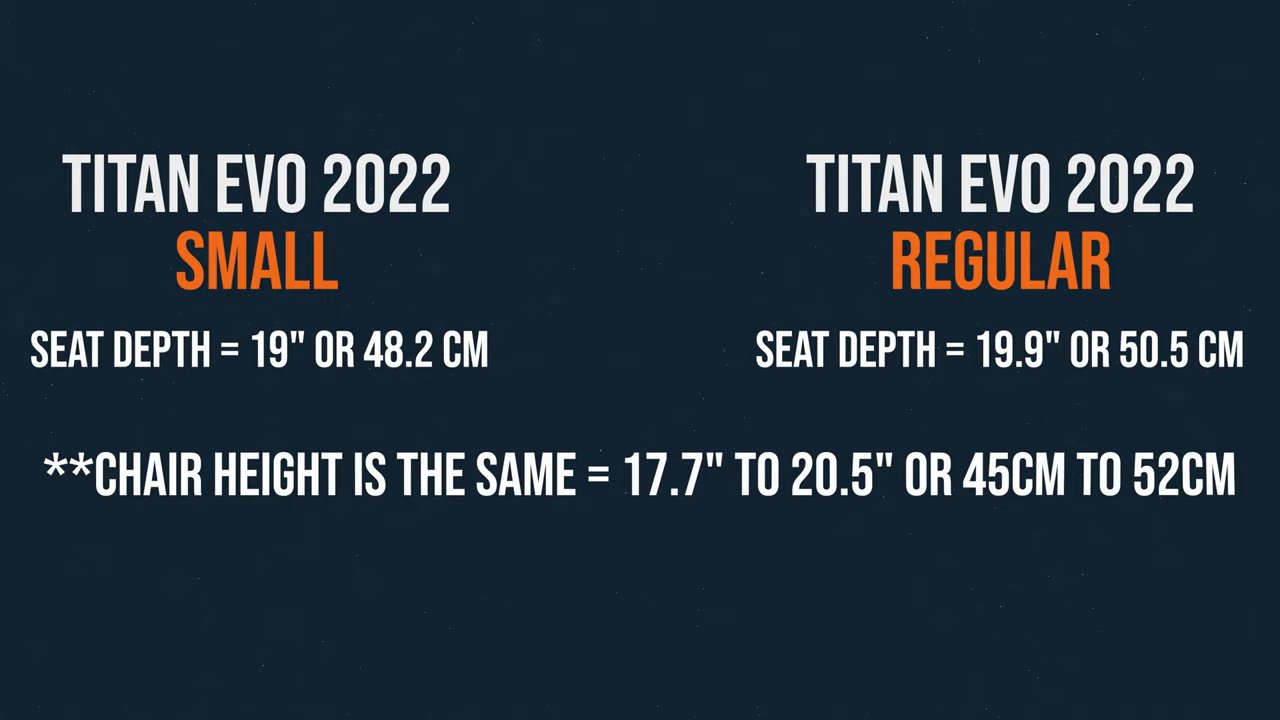 TITAN EVO 2022
SMALL
SEAT DEPTH = 19" OR 48.2 CM
TITAN EVO 2022
REGULAR
SEAT DEPTH = 19.9" OR 50.5 CM
**CHAIR HEIGHT IS THE SAME = 17.7" TO 20.5" OR 45CM TO 52CM